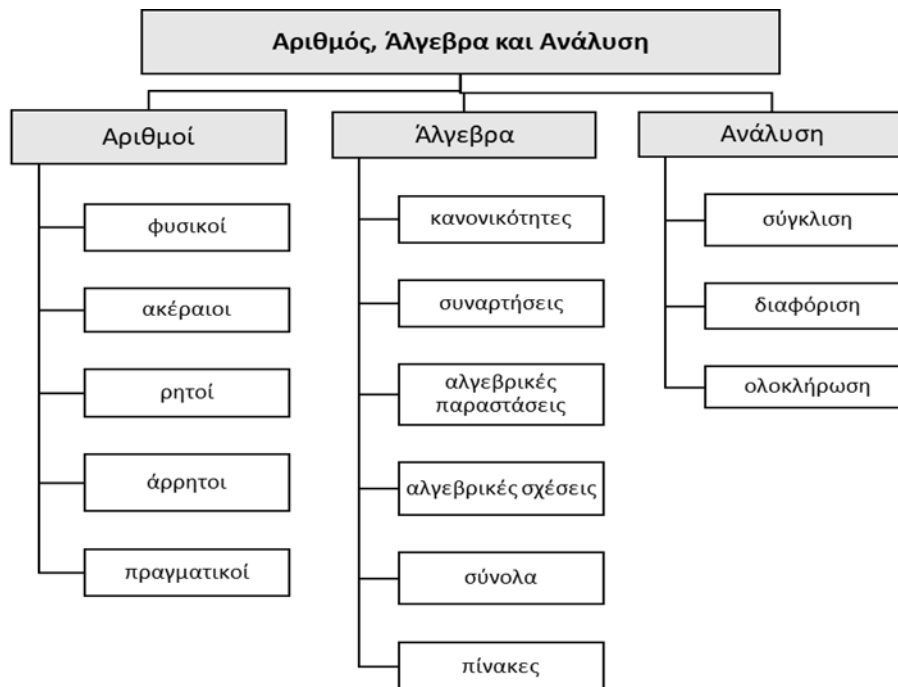 Αριθμός, Άλγεβρα και Ανάλυση
Αριθμοί
φυσικοί
ακέραιοι
ρητοί
άρρητοι
πραγματικοί
Άλγεβρα
κανονικότητες
συναρτήσεις
αλγεβρικές
παραστάσεις
αλγεβρικές σχέσεις
σύνολα
πίνακες
Ανάλυση
σύγκλιση
διαφόριση
ολοκλήρωση